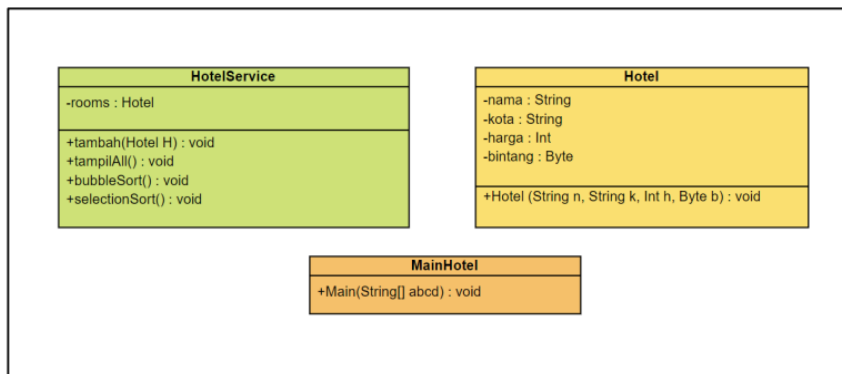 HotelService
-rooms : Hotel
+tambah(Hotel H) : void
+tampilAll() : void
+bubbleSort() : void
+selectionSort() : void
Hotel
-nama : String
-kota : String
-harga : Int
-bintang : Byte
+Hotel (String n, String k, Int h, Byte b) : void
MainHotel
+Main(String[] abcd) : void